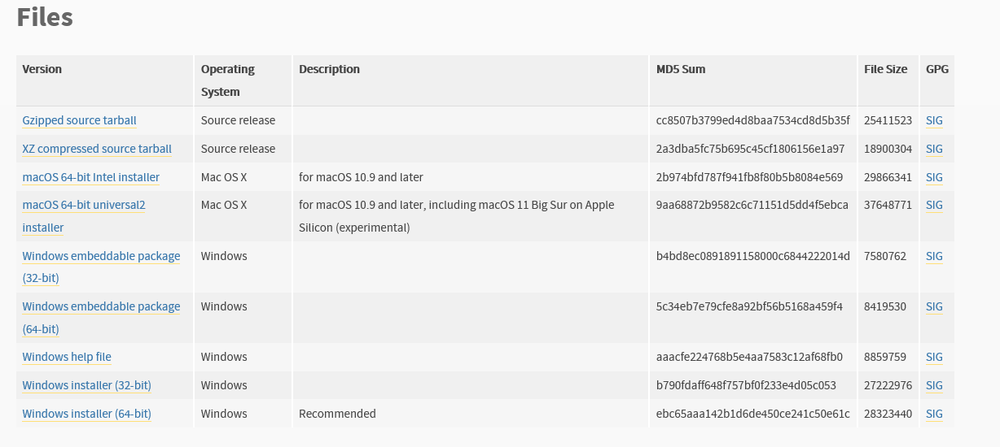 Files
Version Operating System Description MD5 Sum File Size GPG
Gzipped source tarball Source release cc8507b3799ed4d8baa7534cd8d5b35f 25411523 SIG
XZ compressed source tarball Source release 2a3dba5fc75b695c45cf1806156e1a97 18900304 SIG
macOS 64-bit Intel installer Mac OS X for macOS 10.9 and later 2b974bfd787f941fb8f80b5b8084e569 29866341 SIG
macOS 64-bit universal2 installer Mac OS X for macOS 10.9 and later, including macOS 11 Big Sur on Apple Silicon (experimental) 9aa68872b9582c6c71151d5dd4f5ebca 37648771 SIG
Windows embeddable package (32-bit) Windows b4bd8ec0891891158000c6844222014d 7580762 SIG
Windows embeddable package (64-bit) Windows 5c34eb7e79cfe8a92bf56b5168a459f4 8419530 SIG
Windows help file Windows aaacfe224768b5e4aa7583c12af68fb0 8859759 SIG
Windows installer (32-bit) Windows b790fdaff648f757bf0f233e4d05c053 27222976 SIG
Windows installer (64-bit) Windows Recommended ebc65aaa142b1d6de450ce241c50e61c 28323440 SIG